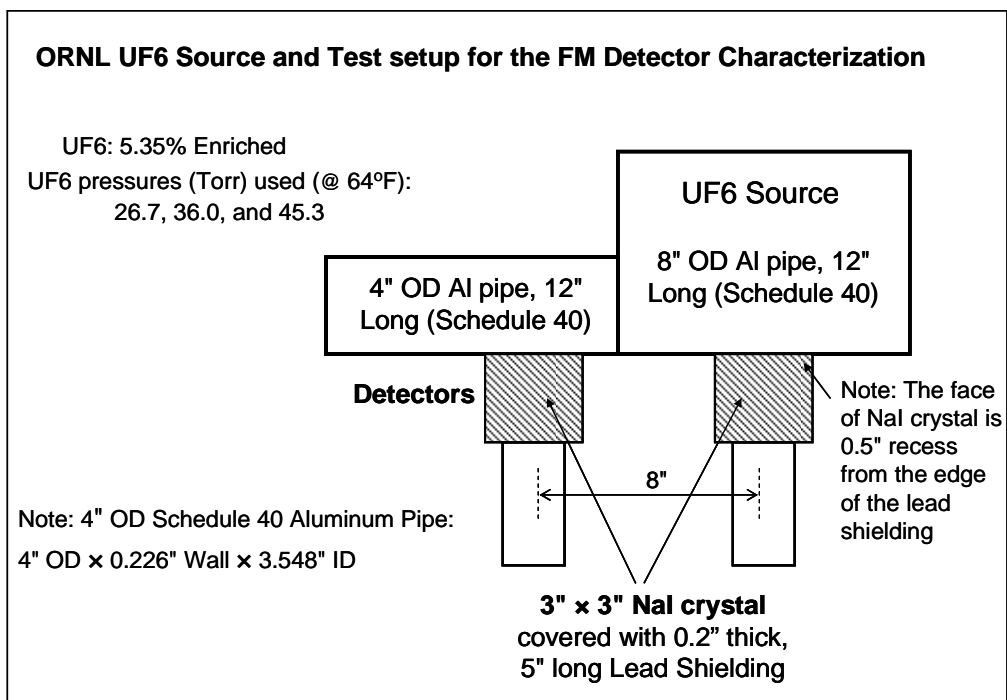 ORNL UF6 Source and Test setup for the FM Detector Characterization
UF6: 5.35% Enriched
UF6 pressures (Torr) used (@ 64ºF):
26.7, 36.0, and 45.3
UF6 Source
8" OD Al pipe, 12"
Long (Schedule 40)
4" OD Al pipe, 12"
Long (Schedule 40)
Detectors
Note: The face
of NaI crystal is
0.5" recess
from the edge
of the lead
shielding
8"
Note: 4" OD Schedule 40 Aluminum Pipe:
4" OD × 0.226" Wall × 3.548" ID
3" × 3" NaI crystal
covered with 0.2” thick,
5" long Lead Shielding